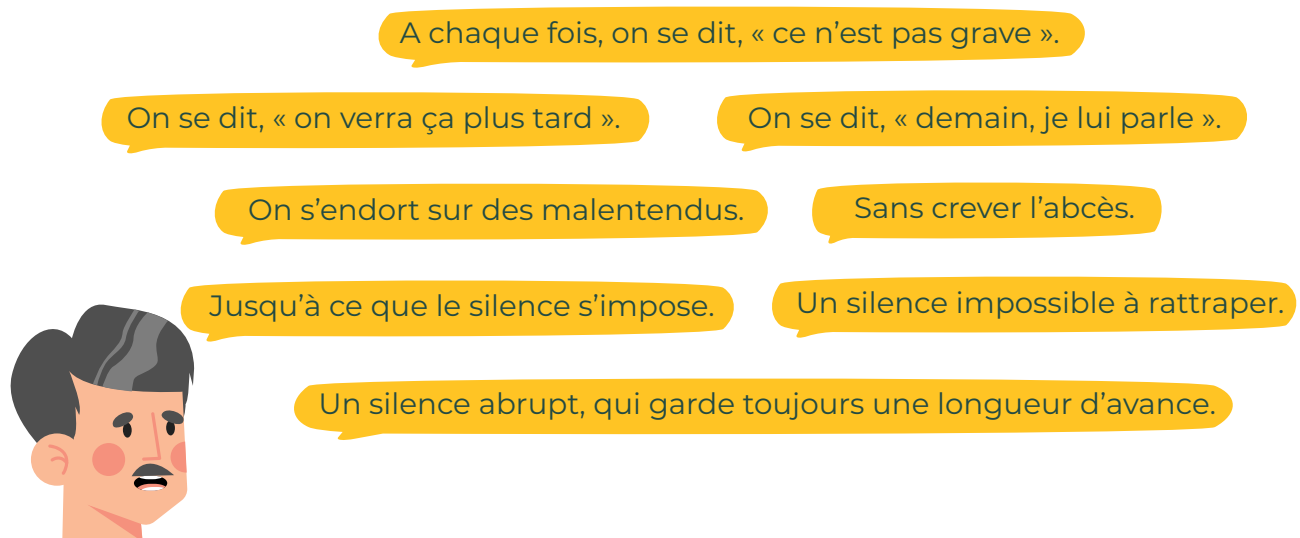 A chaque fois, on se dit, « ce n’est pas grave ».
On se dit, « on verra ça plus tard ».
On se dit, « demain, je lui parle ».
On s’endort sur des malentendus.
Sans crever l’abcès.
Jusqu’à ce que le silence s’impose.
Un silence impossible à rattraper.
Un silence abrupt, qui garde toujours une longueur d’avance.